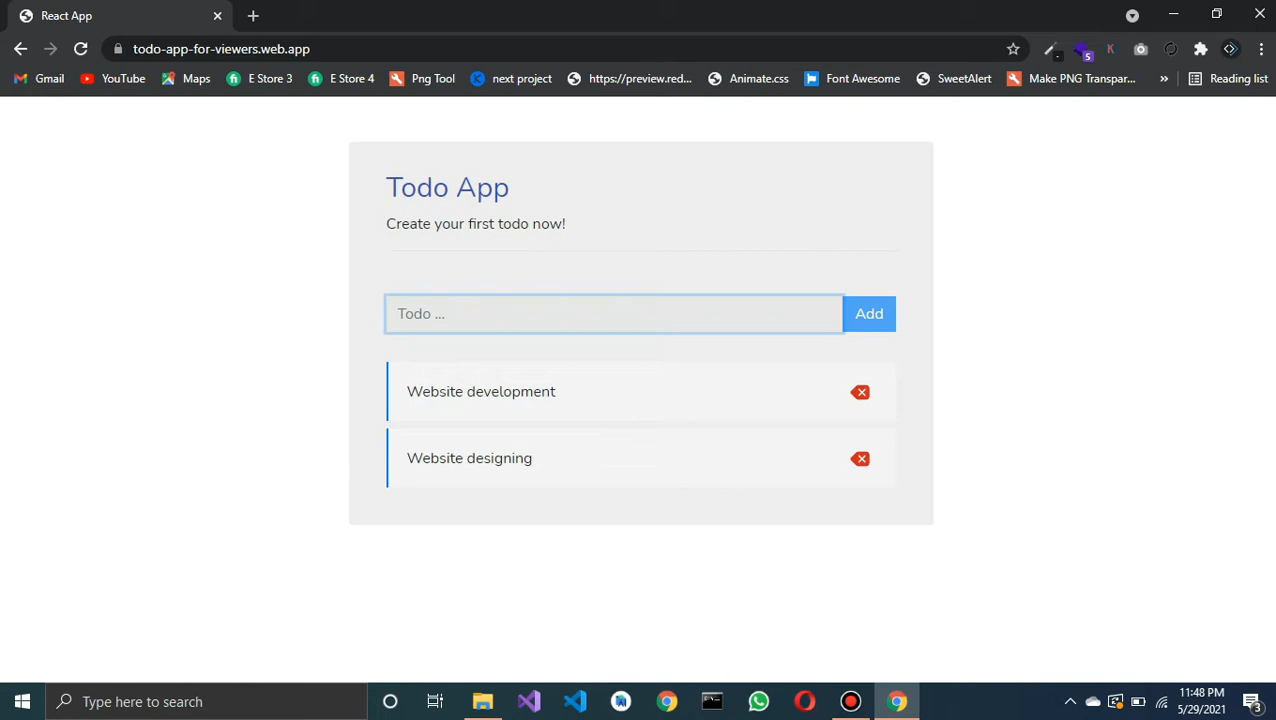 React App
todo-app-for-viewers.web.app
5
K
Gmail YouTube Maps E Store 3 E Store 4 Png Tool next project https://preview.red... Animate.css Font Awesome SweetAlert Make PNG Transpar... » Reading list
Todo App
Create your first todo now!
Todo ... Add
Website development
Website designing
Type here to search
11:48 PM
5/29/2021
3